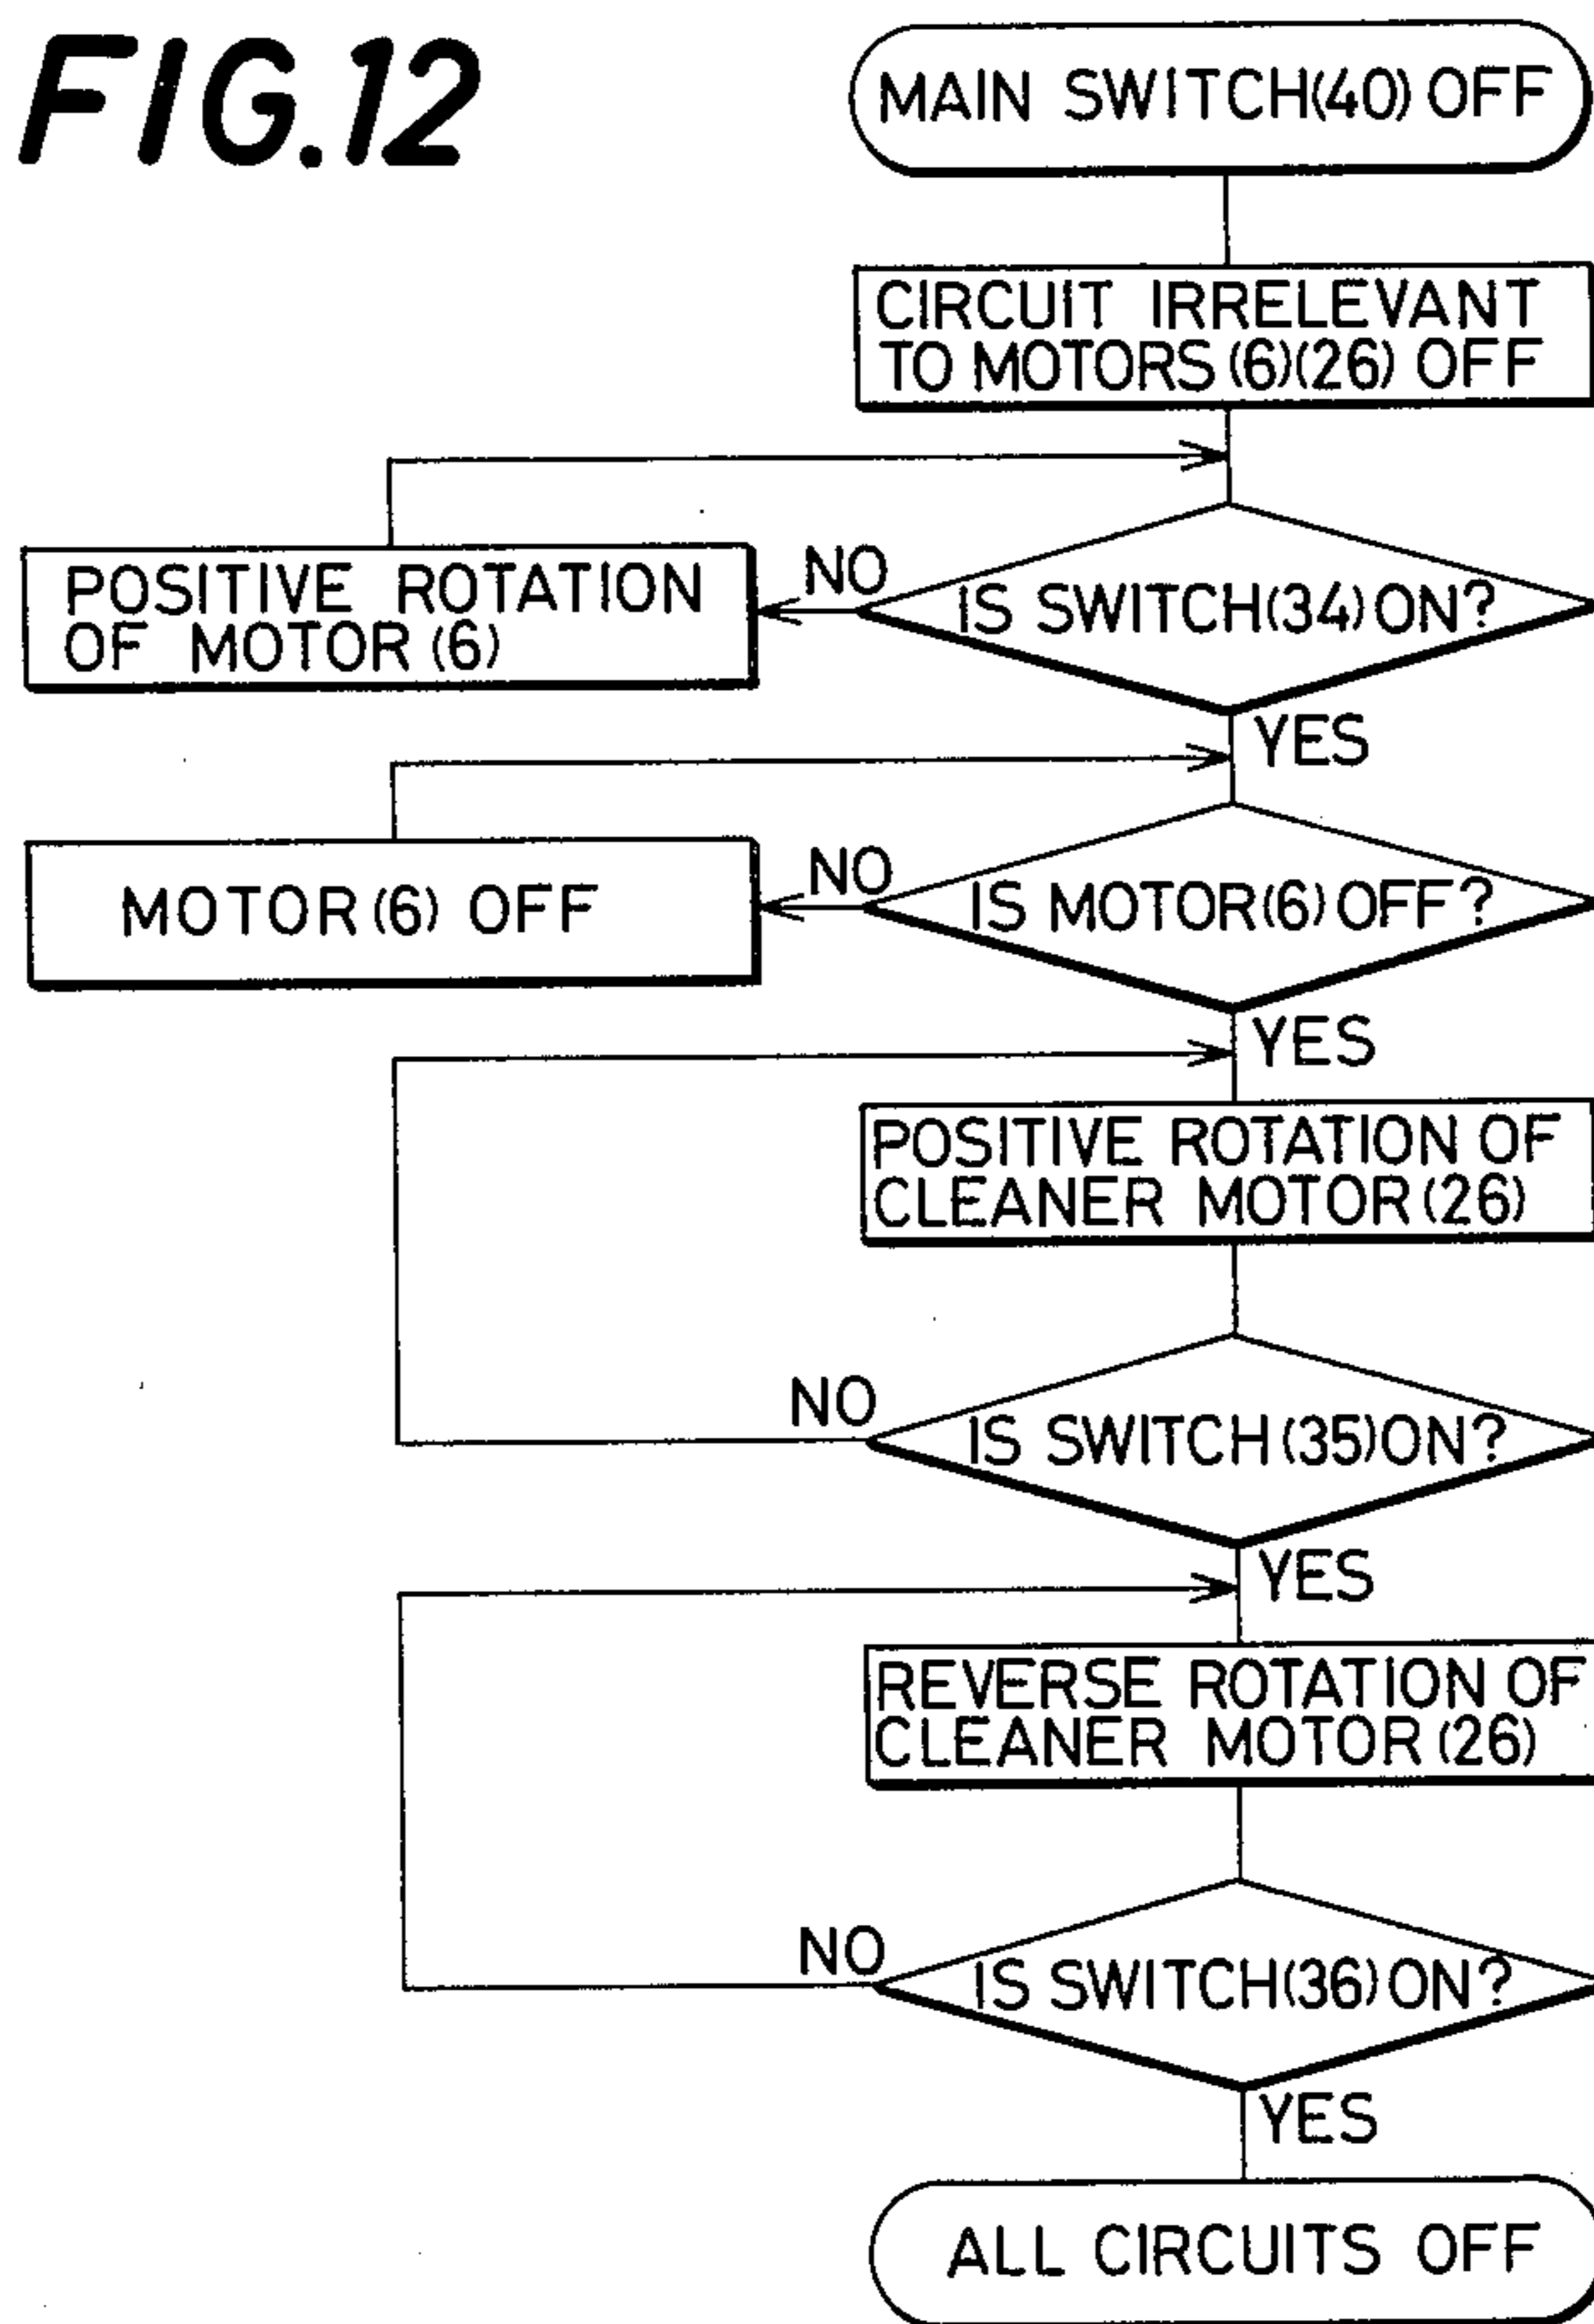 FIG.12
MAIN SWITCH(40) OFF
CIRCUIT IRRELEVANT
TO MOTORS (6)(26) OFF
IS SWITCH(34) ON?
NO
POSITIVE ROTATION
OF MOTOR (6)
YES
IS MOTOR(6) OFF?
NO
MOTOR (6) OFF
YES
POSITIVE ROTATION OF
CLEANER MOTOR (26)
IS SWITCH (35) ON?
NO
YES
REVERSE ROTATION OF
CLEANER MOTOR (26)
IS SWITCH(36) ON?
NO
YES
ALL CIRCUITS OFF